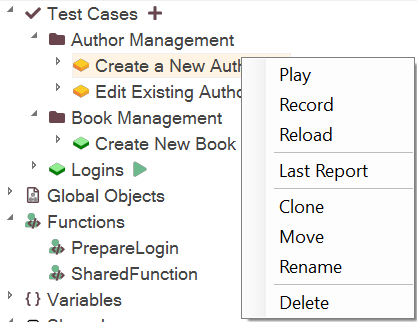 Test Cases
Author Management
Create a New Auth
Edit Existing Autho
Book Management
Create New Book
Logins
Global Objects
Functions
PrepareLogin
SharedFunction
{ } Variables
Play
Record
Reload
Last Report
Clone
Move
Rename
Delete